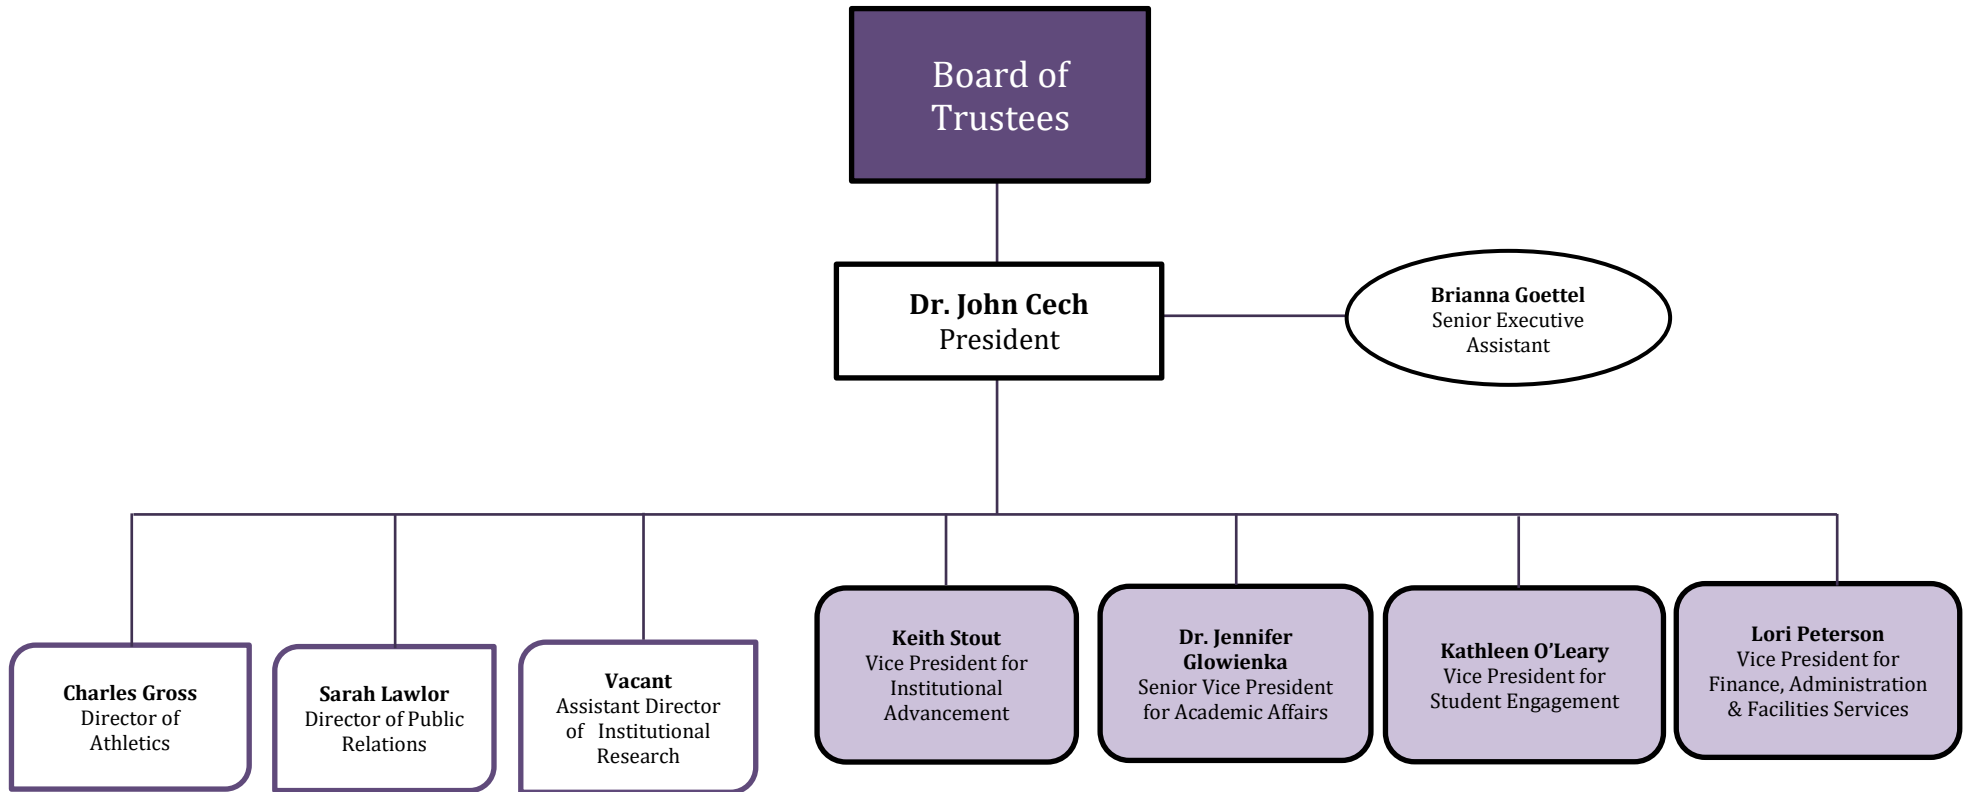 Board of
Trustees
Dr. John Cech
President
Brianna Goettel
Senior Executive
Assistant
Charles Gross
Director of
Athletics
Sarah Lawlor
Director of Public
Relations
Vacant
Assistant Director
of Institutional
Research
Keith Stout
Vice President for
Institutional
Advancement
Dr. Jennifer
Glowienka
Senior Vice President
for Academic Affairs
Kathleen O’Leary
Vice President for
Student Engagement
Lori Peterson
Vice President for
Finance, Administration
& Facilities Services